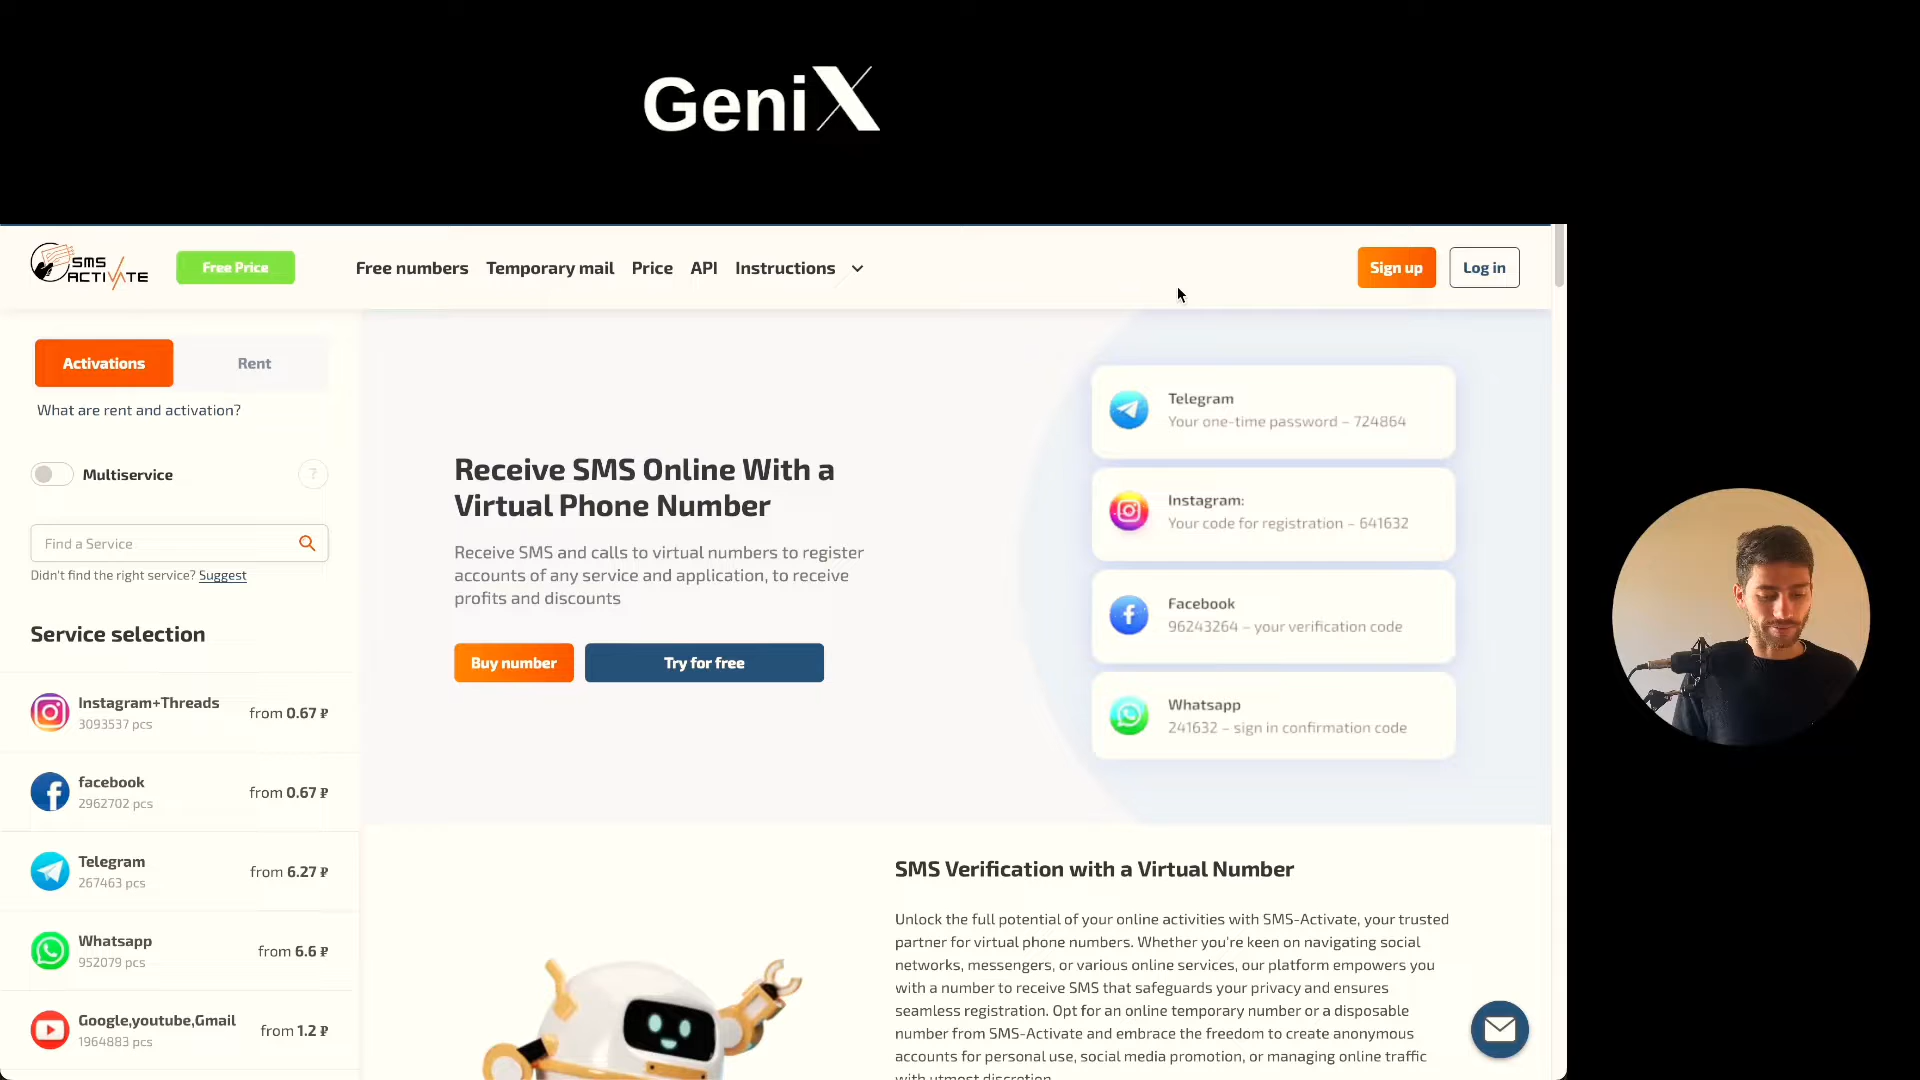 GeniX
SMS
ACTIVATE
Free Price
Free numbers
Temporary mail
Price
API
Instructions
Sign up
Log in
Activations
Rent
What are rent and activation?
Multiservice
?
Find a Service
Didn't find the right service? Suggest
Service selection
Instagram+Threads
3093537 pcs
from 0.67 ₽
facebook
2962702 pcs
from 0.67 ₽
Telegram
267463 pcs
from 6.27 ₽
Whatsapp
952079 pcs
from 6.6 ₽
Google,youtube,Gmail
1964883 pcs
from 1.2 ₽
Receive SMS Online With a
Virtual Phone Number
Receive SMS and calls to virtual numbers to register
accounts of any service and application, to receive
profits and discounts
Buy number
Try for free
Telegram
Your one-time password – 724864
Instagram:
Your code for registration – 641632
Facebook
96243264 – your verification code
Whatsapp
241632 – sign in confirmation code
SMS Verification with a Virtual Number
Unlock the full potential of your online activities with SMS-Activate, your trusted
partner for virtual phone numbers. Whether you're keen on navigating social
networks, messengers, or various online services, our platform empowers you
with a number to receive SMS that safeguards your privacy and ensures
seamless registration. Opt for an online temporary number or a disposable
number from SMS-Activate and embrace the freedom to create anonymous
accounts for personal use, social media promotion, or managing online traffic
with utmost discretion.